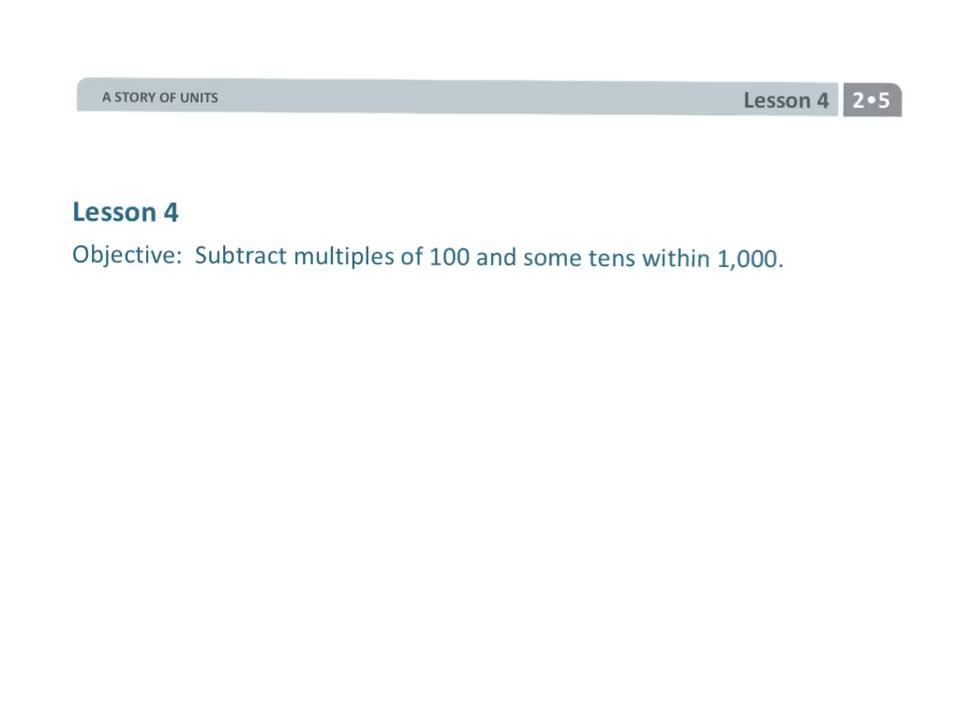 A STORY OF UNITS
Lesson 4 2•5
Lesson 4
Objective: Subtract multiples of 100 and some tens within 1,000.